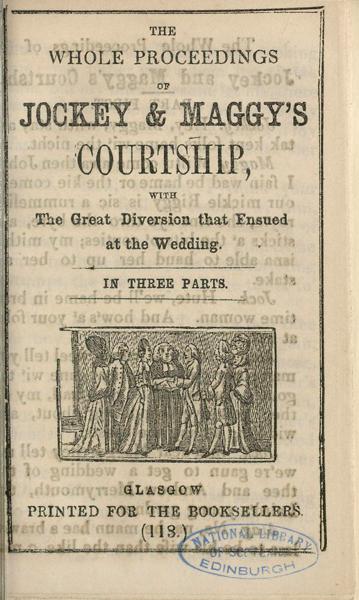 THE
WHOLE PROCEEDINGS
OF
JOCKEY & MAGGY'S
COURTSHIP,
WITH
The Great Diversion that Ensued
at the Wedding.
IN THREE PARTS.
GLASGOW
PRINTED FOR THE BOOKSELLERS.
(113.)
NATIONAL LIBRARY
OF SCOTLAND
EDINBURGH